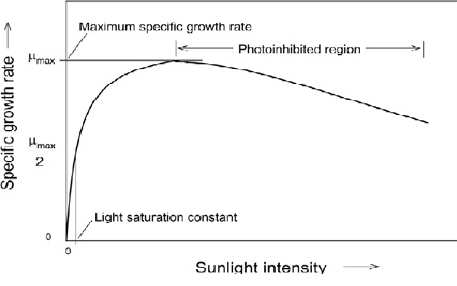 Maximum specific growth rate
Photoinhibited region
μmax
Specific growth rate
μmax
2
Light saturation constant
0
0
Sunlight intensity